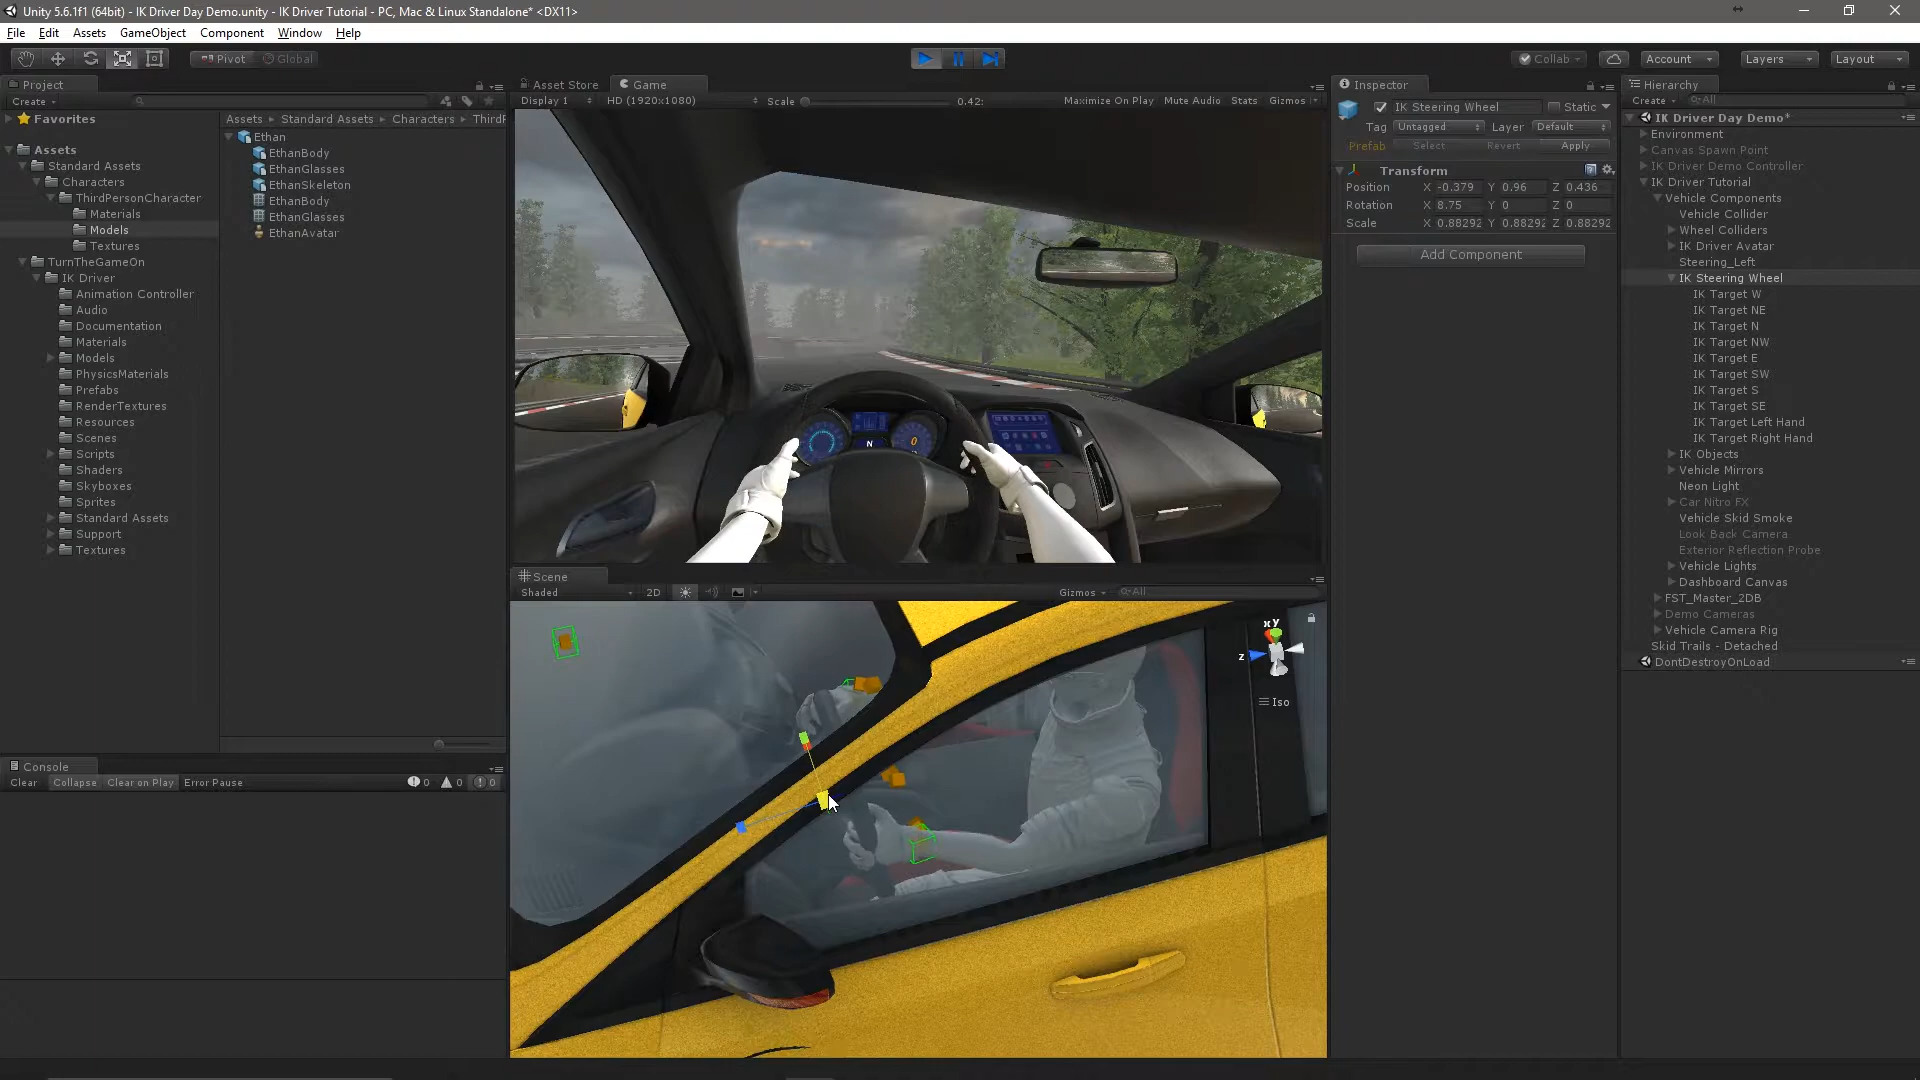 Unity 5.6.1f1 (64bit) - IK Driver Day Demo.unity - IK Driver Tutorial - PC, Mac & Linux Standalone* <DX11>
File Edit Assets GameObject Component Window Help
Pivot Global Collab Account Layers Layout
Project
Create
Favorites
Assets
Standard Assets
Characters
ThirdPersonCharacter
Materials
Models
Textures
TurnTheGameOn
IK Driver
Animation Controller
Audio
Documentation
Materials
Models
PhysicsMaterials
Prefabs
RenderTextures
Resources
Scenes
Scripts
Shaders
Skyboxes
Sprites
Standard Assets
Support
Textures
Assets Standard Assets Characters ThirdF
Ethan
EthanBody
EthanGlasses
EthanSkeleton
EthanBody
EthanGlasses
EthanAvatar
Console
Clear Collapse Clear on Play Error Pause 0 0 0
Asset Store Game
Display 1 HD (1920x1080) Scale 0.42: Maximize On Play Mute Audio Stats Gizmos
N
0
Scene
Shaded 2D Gizmos All
x y
z
Iso
Inspector
IK Steering Wheel Static
Tag Untagged Layer Default
Prefab Select Revert Apply
Transform
Position X -0.379 Y 0.96 Z 0.436
Rotation X 8.75 Y 0 Z 0
Scale X 0.88292 Y 0.88292 Z 0.88292
Add Component
Hierarchy
Create All
IK Driver Day Demo*
Environment
Canvas Spawn Point
IK Driver Demo Controller
IK Driver Tutorial
Vehicle Components
Vehicle Collider
Wheel Colliders
IK Driver Avatar
Steering_Left
IK Steering Wheel
IK Target W
IK Target NE
IK Target N
IK Target NW
IK Target E
IK Target SW
IK Target S
IK Target SE
IK Target Left Hand
IK Target Right Hand
IK Objects
Vehicle Mirrors
Neon Light
Car Nitro FX
Vehicle Skid Smoke
Look Back Camera
Exterior Reflection Probe
Vehicle Lights
Dashboard Canvas
FST_Master_2DB
Demo Cameras
Vehicle Camera Rig
Skid Trails - Detached
DontDestroyOnLoad